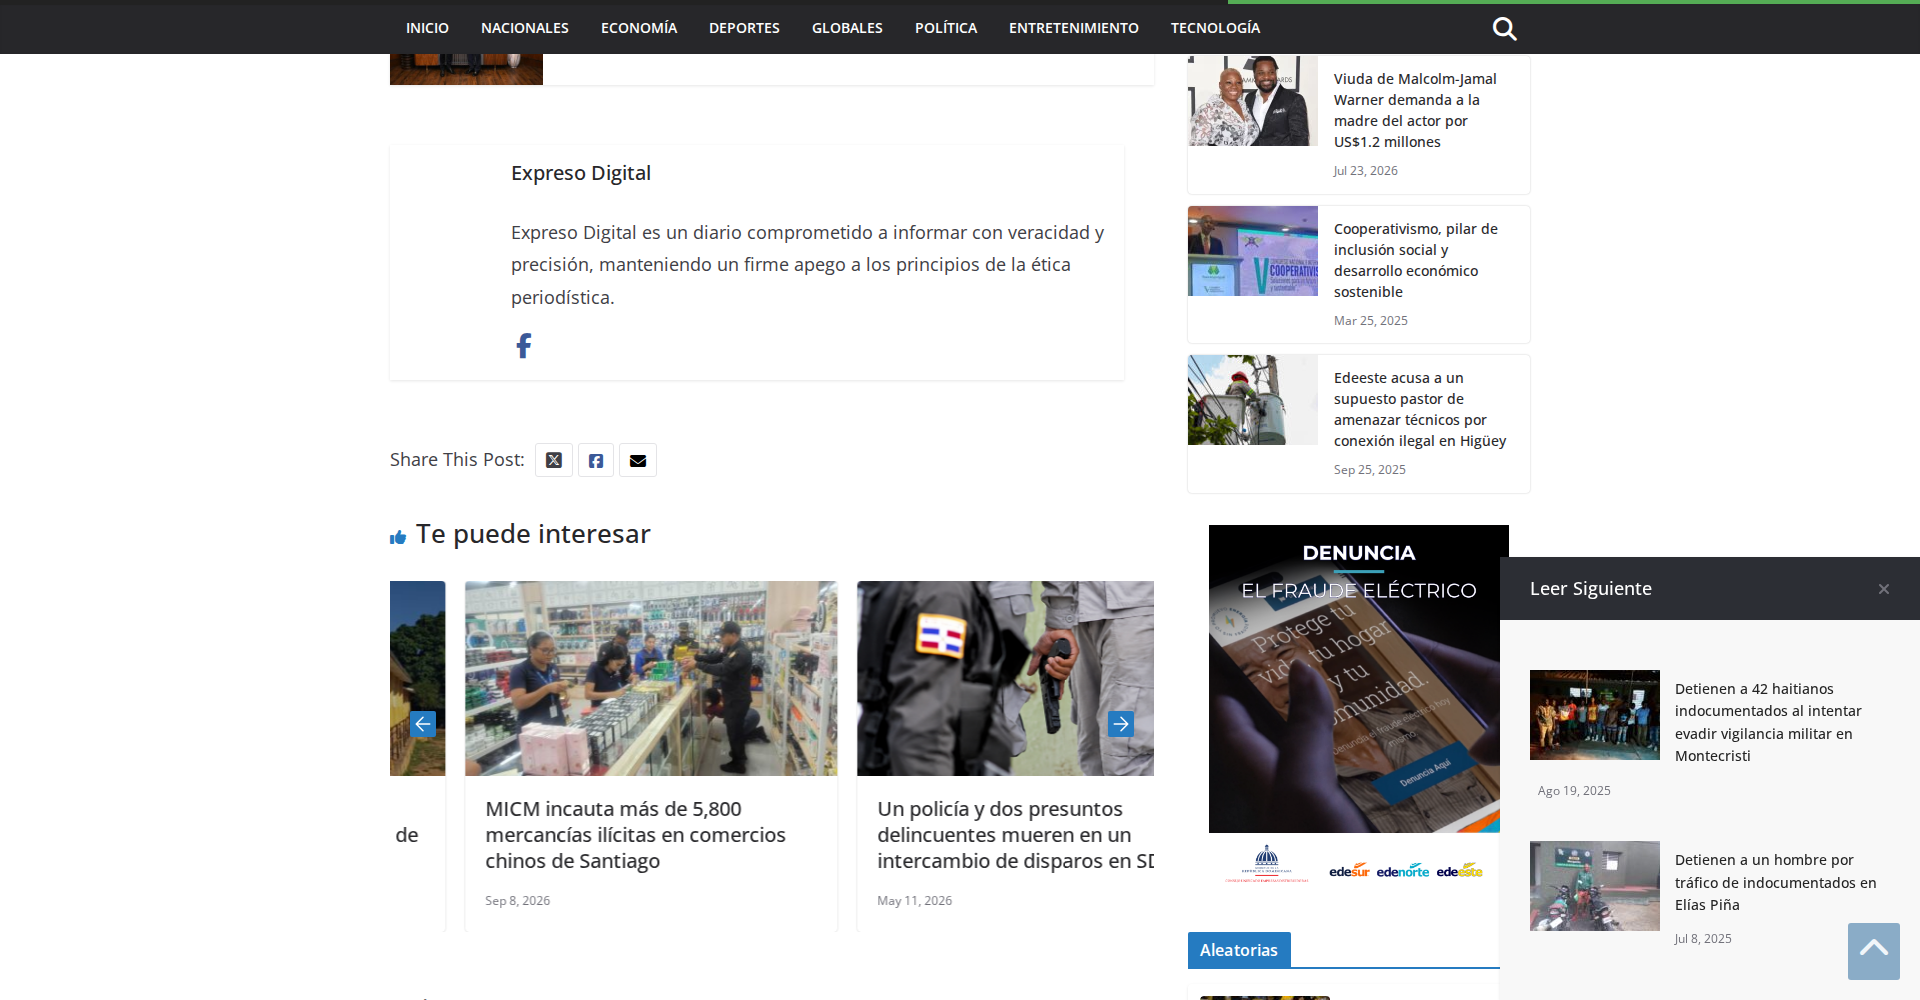 INICIO NACIONALES ECONOMÍA DEPORTES GLOBALES POLÍTICA ENTRETENIMIENTO TECNOLOGÍA
Expreso Digital
Expreso Digital es un diario comprometido a informar con veracidad y
precisión, manteniendo un firme apego a los principios de la ética
periodística.
Share This Post:
Te puede interesar
de
MICM incauta más de 5,800
mercancías ilícitas en comercios
chinos de Santiago
Sep 8, 2026
Un policía y dos presuntos
delincuentes mueren en un
intercambio de disparos en SD
May 11, 2026
Viuda de Malcolm-Jamal
Warner demanda a la
madre del actor por
US$1.2 millones
Jul 23, 2026
Cooperativismo, pilar de
inclusión social y
desarrollo económico
sostenible
Mar 25, 2025
Edeeste acusa a un
supuesto pastor de
amenazar técnicos por
conexión ilegal en Higüey
Sep 25, 2025
DENUNCIA
EL FRAUDE ELÉCTRICO
Protege tu
vida, tu hogar
y tu
comunidad.
Denuncia el fraude eléctrico hoy
mismo
Denuncia Aquí
edesur edenorte edeeste
Aleatorias
Leer Siguiente
Detienen a 42 haitianos
indocumentados al intentar
evadir vigilancia militar en
Montecristi
Ago 19, 2025
Detienen a un hombre por
tráfico de indocumentados en
Elías Piña
Jul 8, 2025